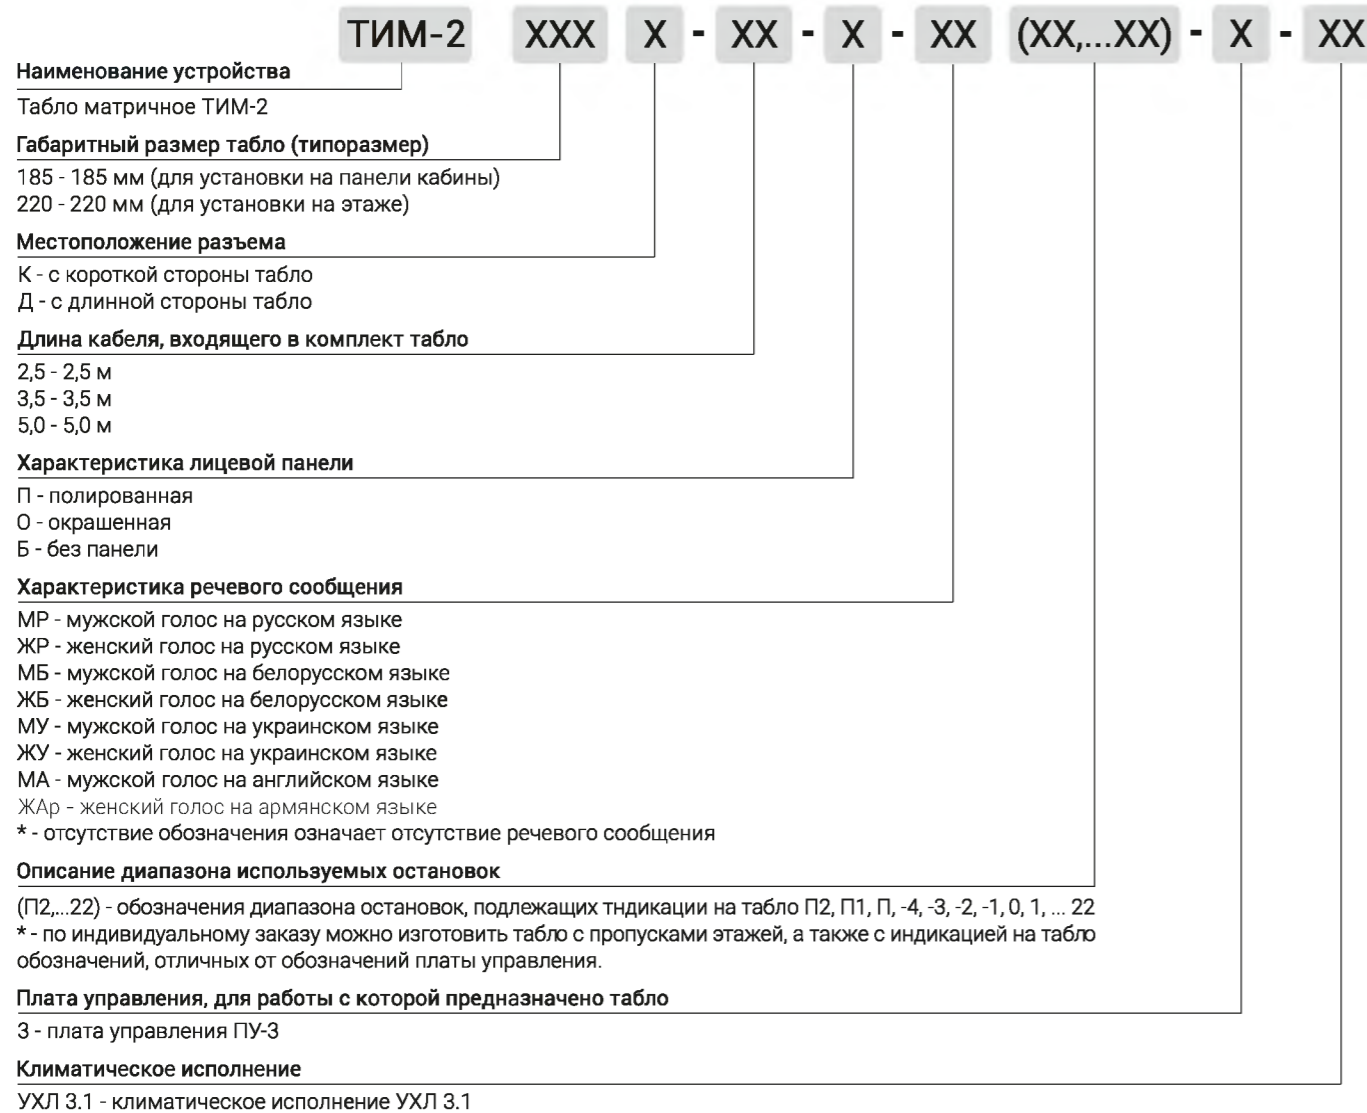 ТИМ-2 XXX X - XX - X - XX (XX,...XX) - X - XX
Наименование устройства
Табло матричное ТИМ-2
Габаритный размер табло (типоразмер)
185 - 185 мм (для установки на панели кабины)
220 - 220 мм (для установки на этаже)
Местоположение разъема
К - с короткой стороны табло
Д - с длинной стороны табло
Длина кабеля, входящего в комплект табло
2,5 - 2,5 м
3,5 - 3,5 м
5,0 - 5,0 м
Характеристика лицевой панели
П - полированная
О - окрашенная
Б - без панели
Характеристика речевого сообщения
МР - мужской голос на русском языке
ЖР - женский голос на русском языке
МБ - мужской голос на белорусском языке
ЖБ - женский голос на белорусском языке
МУ - мужской голос на украинском языке
ЖУ - женский голос на украинском языке
МА - мужской голос на английском языке
ЖАр - женский голос на армянском языке
* - отсутствие обозначения означает отсутствие речевого сообщения
Описание диапазона используемых остановок
(П2,...22) - обозначения диапазона остановок, подлежащих тндикации на табло П2, П1, П, -4, -3, -2, -1, 0, 1, ... 22
* - по индивидуальному заказу можно изготовить табло с пропусками этажей, а также с индикацией на табло
обозначений, отличных от обозначений платы управления.
Плата управления, для работы с которой предназначено табло
3 - плата управления ПУ-3
Климатическое исполнение
УХЛ 3.1 - климатическое исполнение УХЛ 3.1